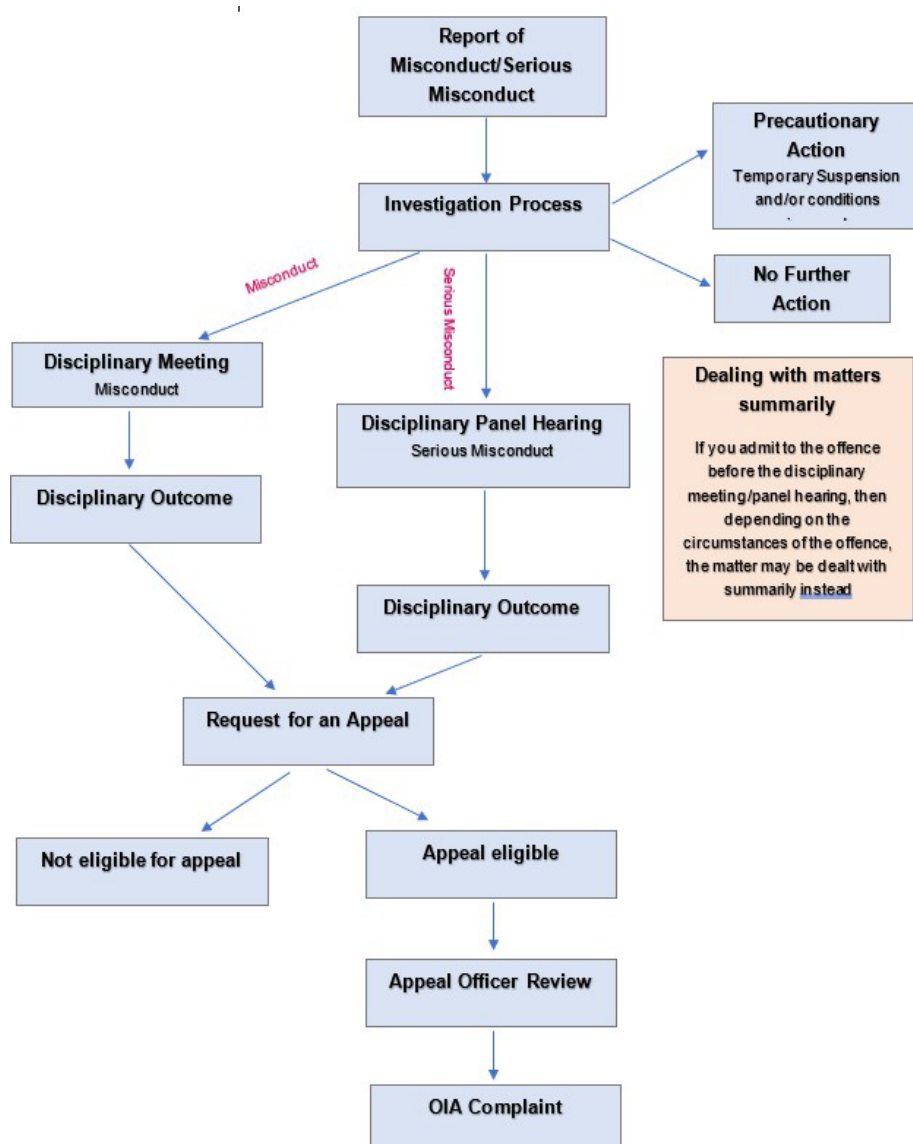 Report of
Misconduct/Serious
Misconduct
Precautionary
Action
Temporary Suspension
and/or conditions
Investigation Process
No Further
Action
Misconduct
Serious Misconduct
Disciplinary Meeting
Misconduct
Disciplinary Panel Hearing
Serious Misconduct
Dealing with matters
summarily
If you admit to the offence
before the disciplinary
meeting/panel hearing, then
depending on the
circumstances of the offence,
the matter may be dealt with
summarily instead
Disciplinary Outcome
Disciplinary Outcome
Request for an Appeal
Not eligible for appeal
Appeal eligible
Appeal Officer Review
OIA Complaint